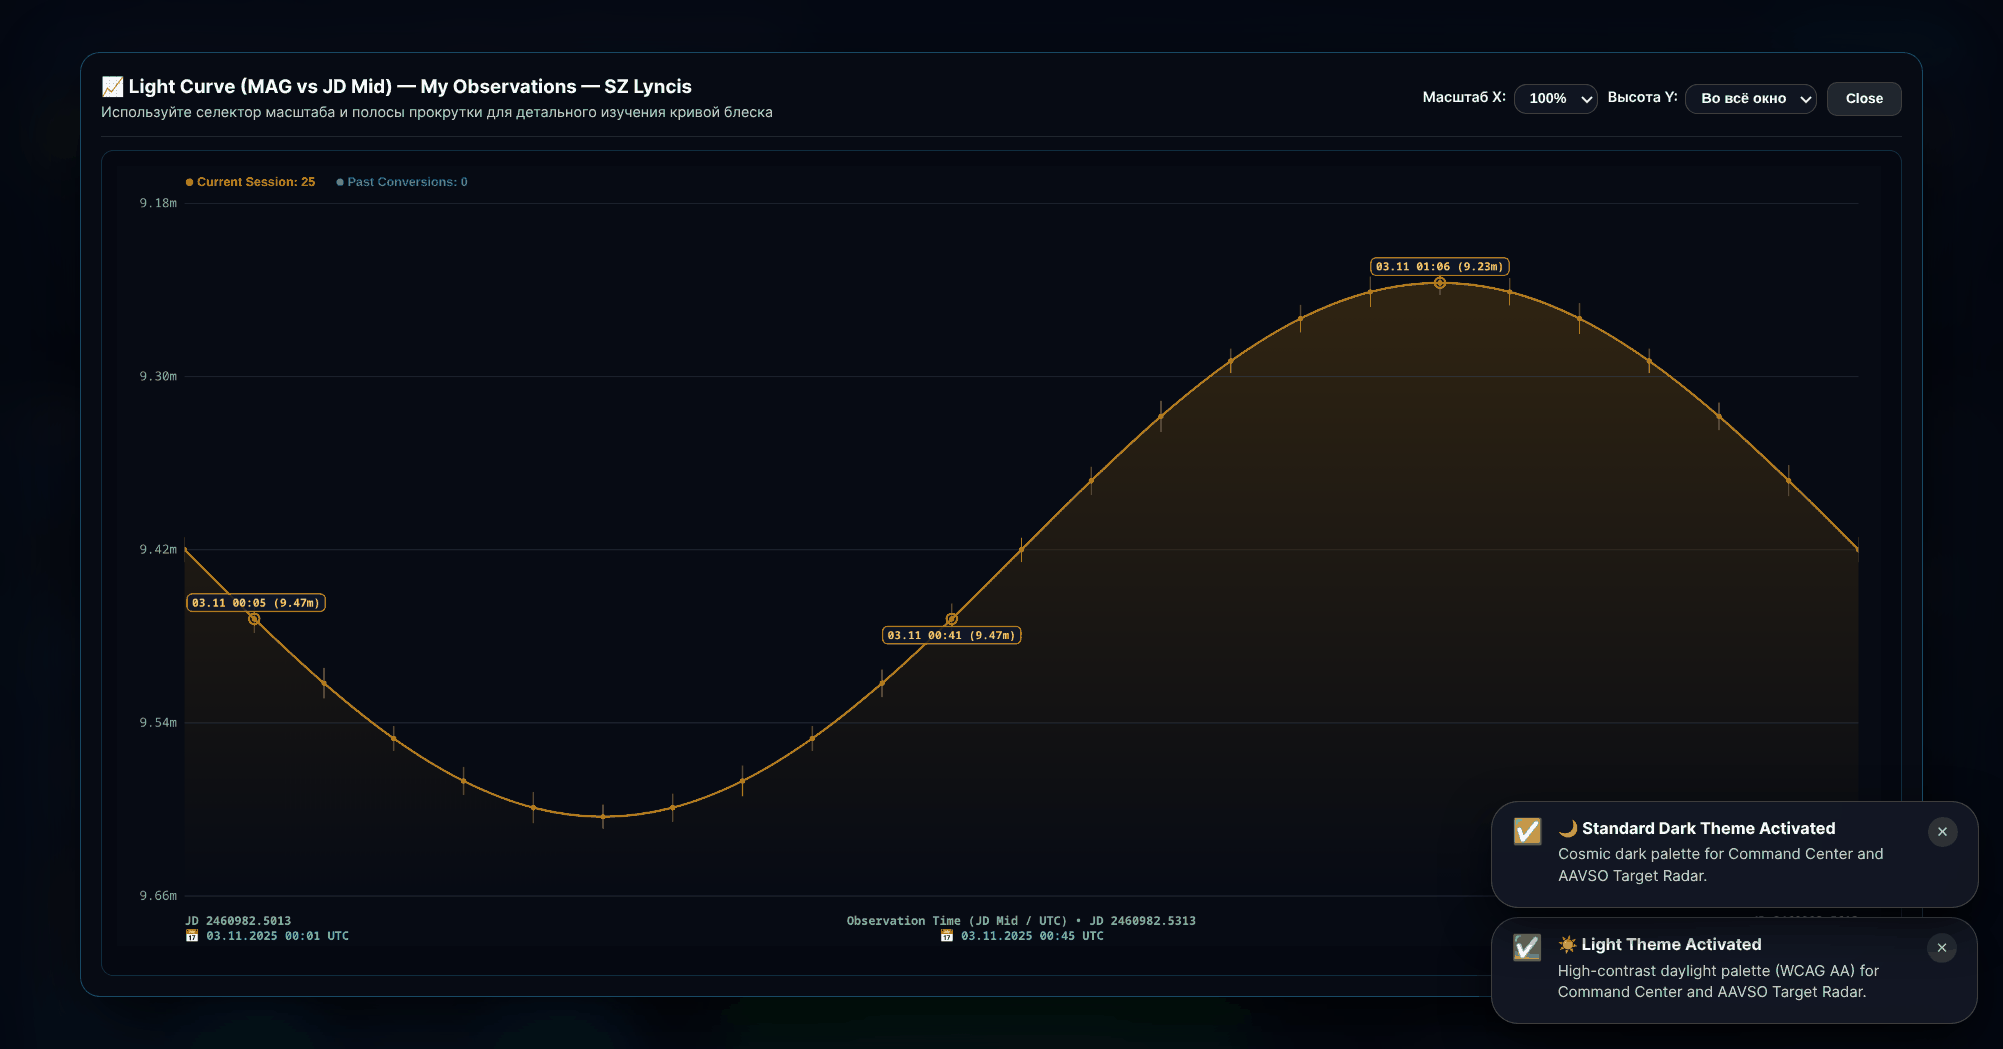 📈 Light Curve (MAG vs JD Mid) — My Observations — SZ Lyncis
Используйте селектор масштаба и полосы прокрутки для детального изучения кривой блеска
Масштаб X: 100% Высота Y: Во всё окно Close
Current Session: 25 Past Conversions: 0
9.18m
03.11 01:06 (9.23m)
9.30m
9.42m
03.11 00:05 (9.47m)
03.11 00:41 (9.47m)
9.54m
9.66m
JD 2460982.5013
03.11.2025 00:01 UTC
Observation Time (JD Mid / UTC) • JD 2460982.5313
03.11.2025 00:45 UTC
🌙 Standard Dark Theme Activated
Cosmic dark palette for Command Center and
AAVSO Target Radar.
☀️ Light Theme Activated
High-contrast daylight palette (WCAG AA) for
Command Center and AAVSO Target Radar.